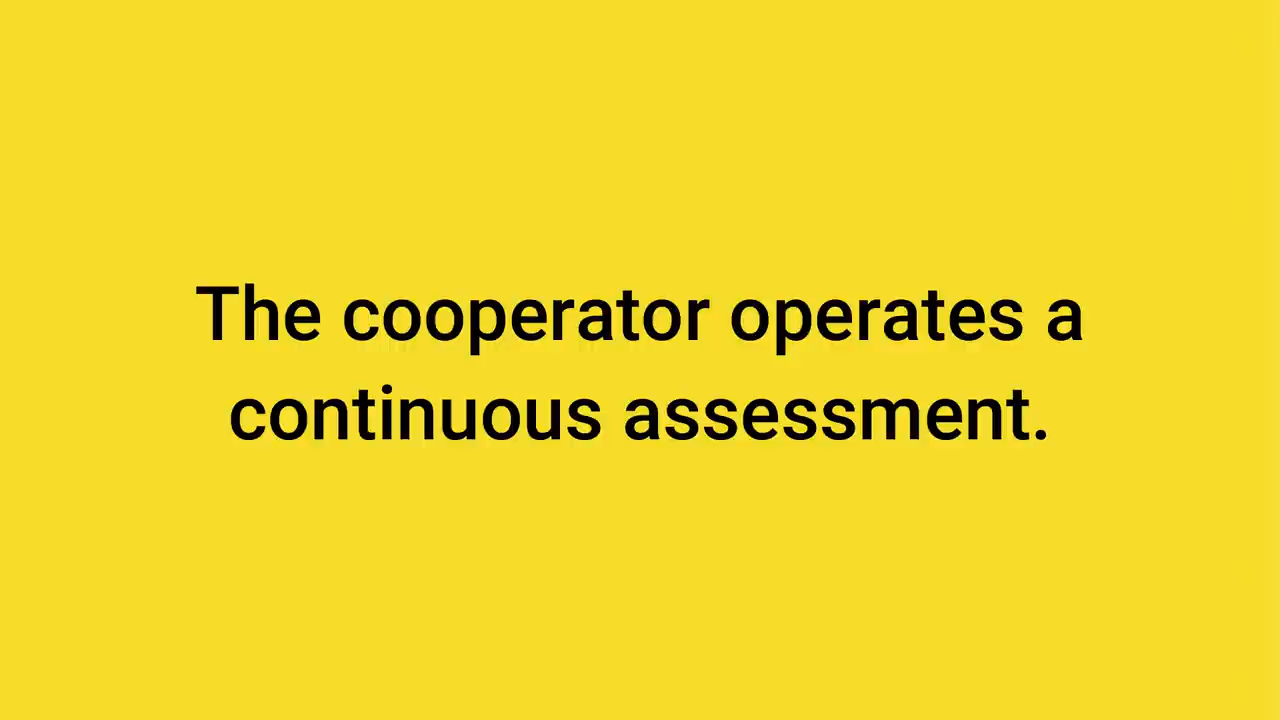 The cooperator operates a
continuous assessment.